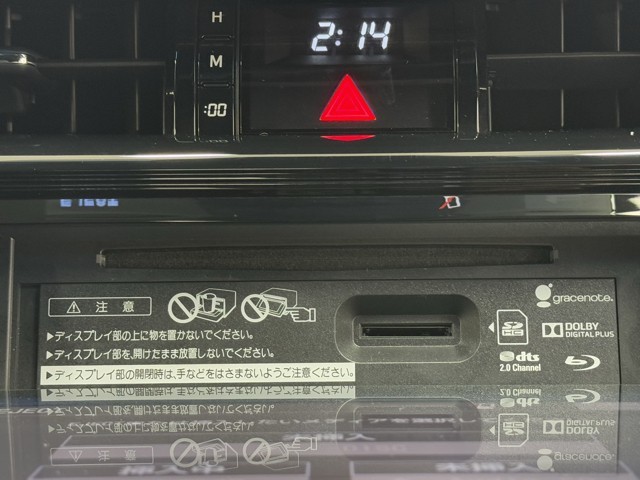 H
2:14
M
:00
gracenote.
注意
▶ディスプレイ部の上に物を置かないでください。
▶ディスプレイ部を、開けたまま放置しないでください。
▶ディスプレイ部の開閉時は、手などをはさまないようご注意ください。
SD
HC
DOLBY
DIGITAL PLUS
dts
2.0 Channel